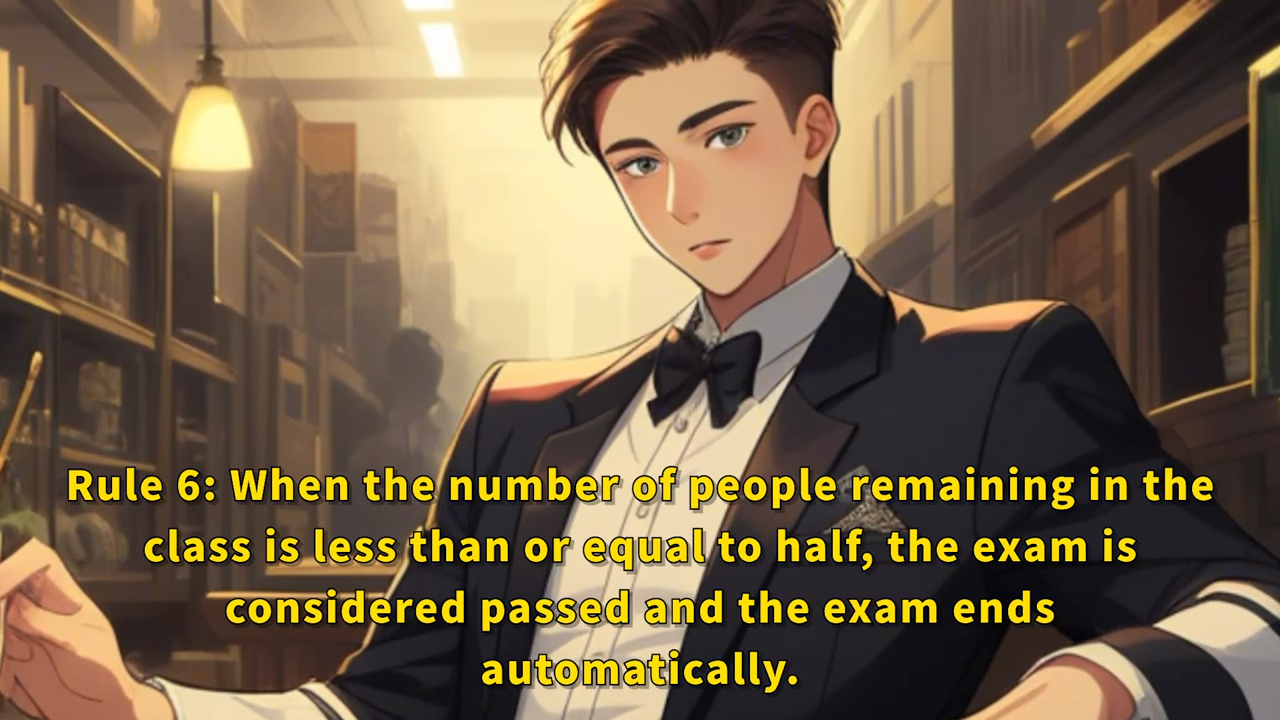 Rule 6: When the number of people remaining in the
class is less than or equal to half, the exam is
considered passed and the exam ends
automatically.